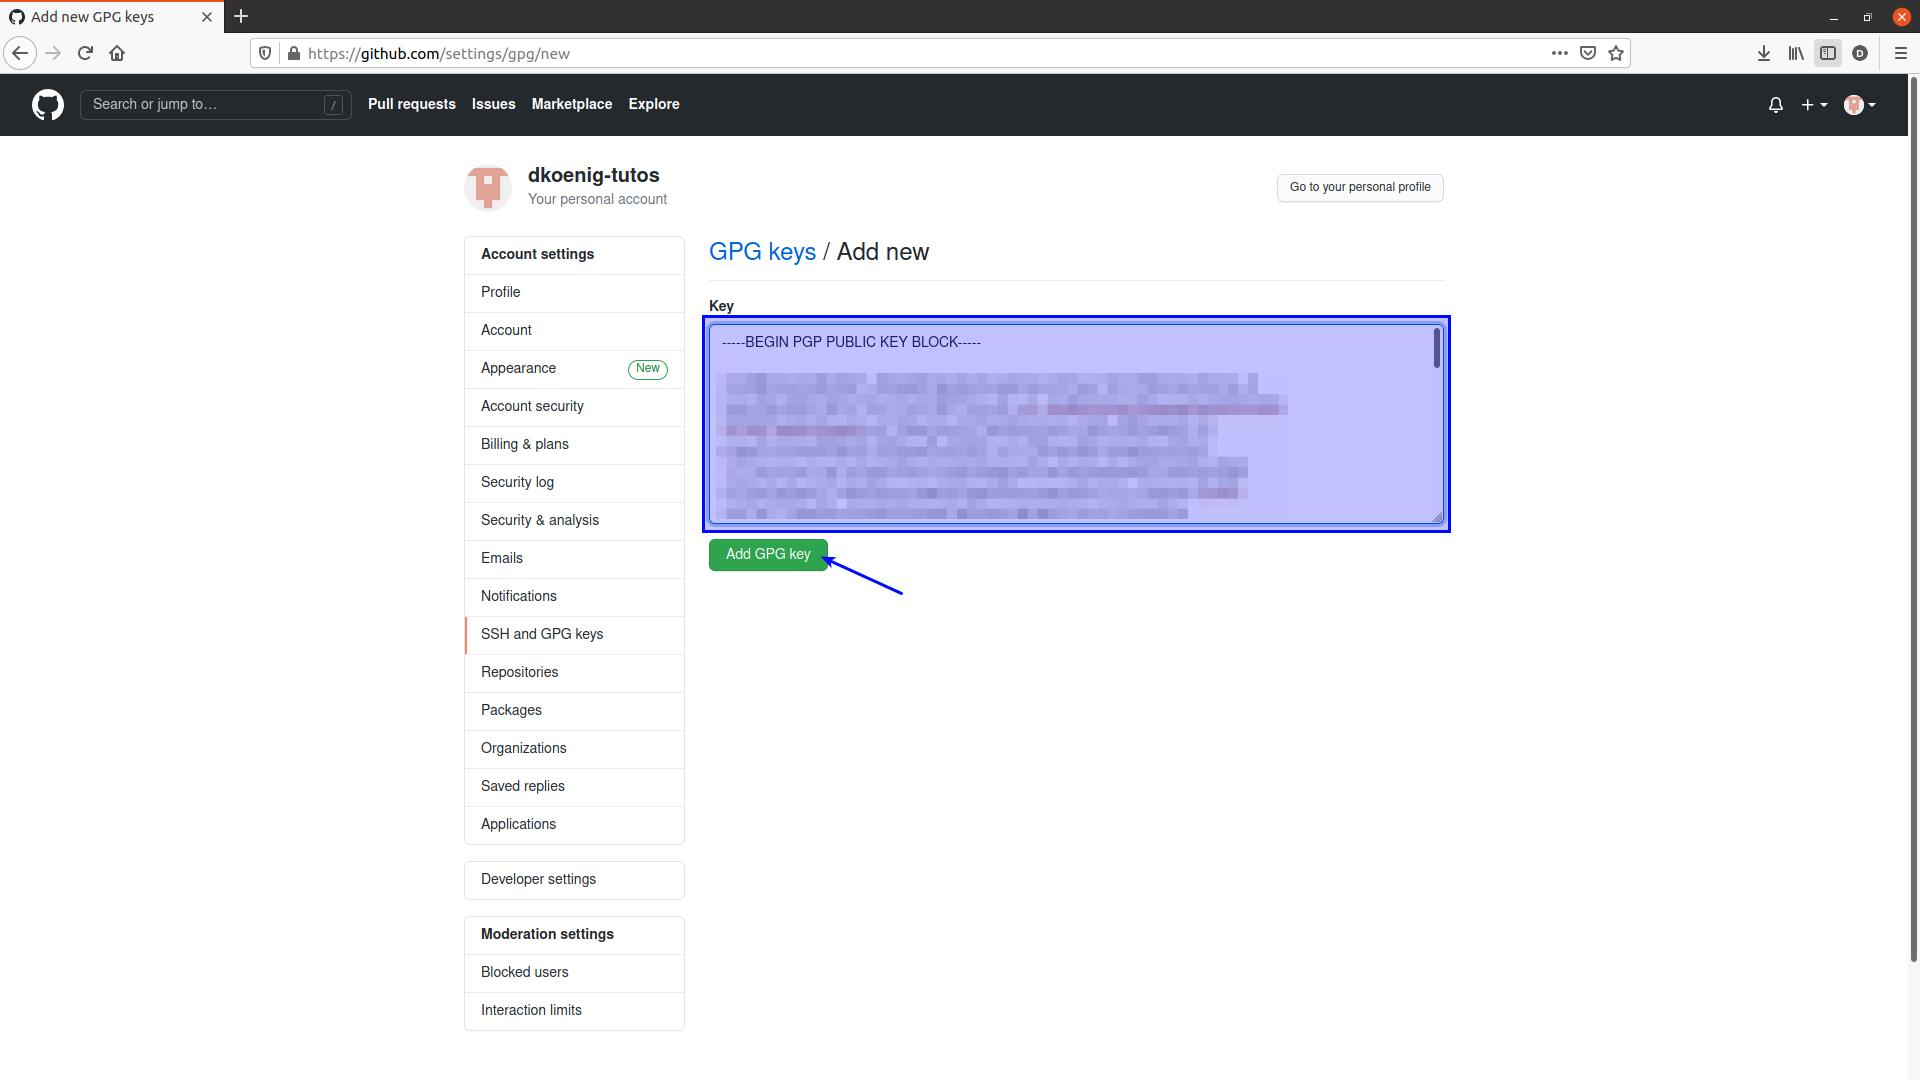 Add new GPG keys
https://github.com/settings/gpg/new
D
Search or jump to…
/
Pull requests
Issues
Marketplace
Explore
dkoenig-tutos
Your personal account
Go to your personal profile
Account settings
Profile
Account
Appearance
New
Account security
Billing & plans
Security log
Security & analysis
Emails
Notifications
SSH and GPG keys
Repositories
Packages
Organizations
Saved replies
Applications
Developer settings
Moderation settings
Blocked users
Interaction limits
GPG keys / Add new
Key
-----BEGIN PGP PUBLIC KEY BLOCK-----
Add GPG key